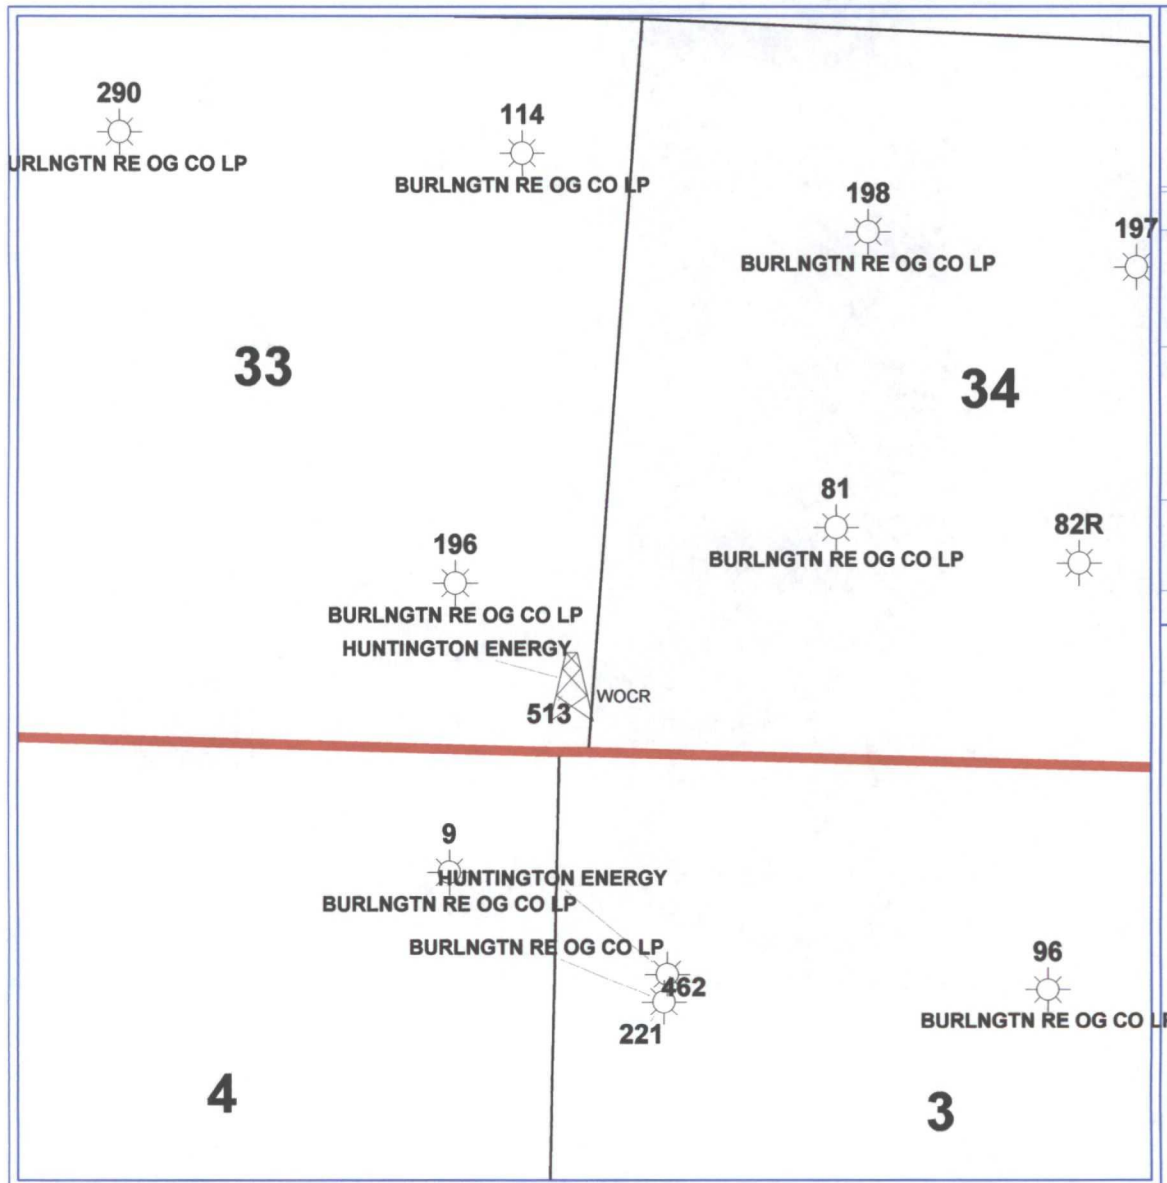 290
URLNGTN RE OG CO LP
114
BURLNGTN RE OG CO LP
198
BURLNGTN RE OG CO LP
197
33
34
81
BURLNGTN RE OG CO LP
82R
196
BURLNGTN RE OG CO LP
HUNTINGTON ENERGY
WOCR
513
9
HUNTINGTON ENERGY
BURLNGTN RE OG CO LP
BURLNGTN RE OG CO LP
462
221
96
BURLNGTN RE OG CO LP
4
3